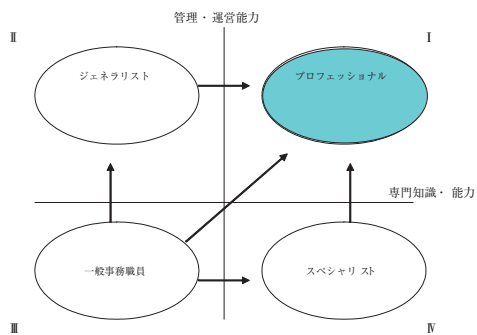 管理・運営能力
Ⅱ
Ⅰ
ジェネラリスト
プロフェッショナル
専門知識・能力
一般事務職員
スペシャリスト
Ⅲ
Ⅳ